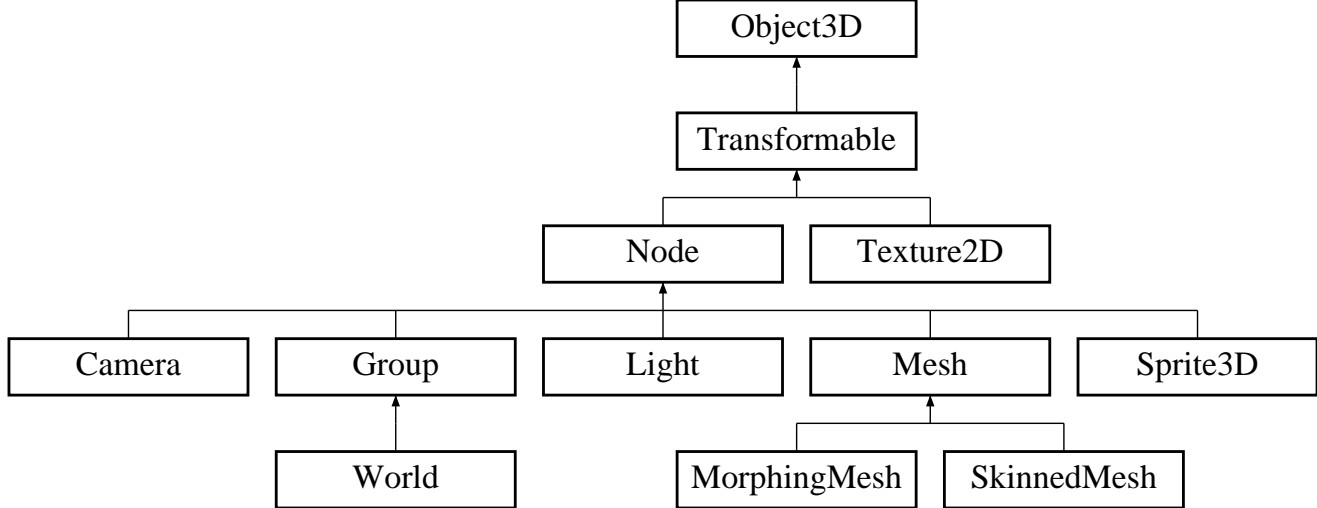 Object3D
Transformable
Node
Texture2D
Camera
Group
Light
Mesh
Sprite3D
World
MorphingMesh
SkinnedMesh